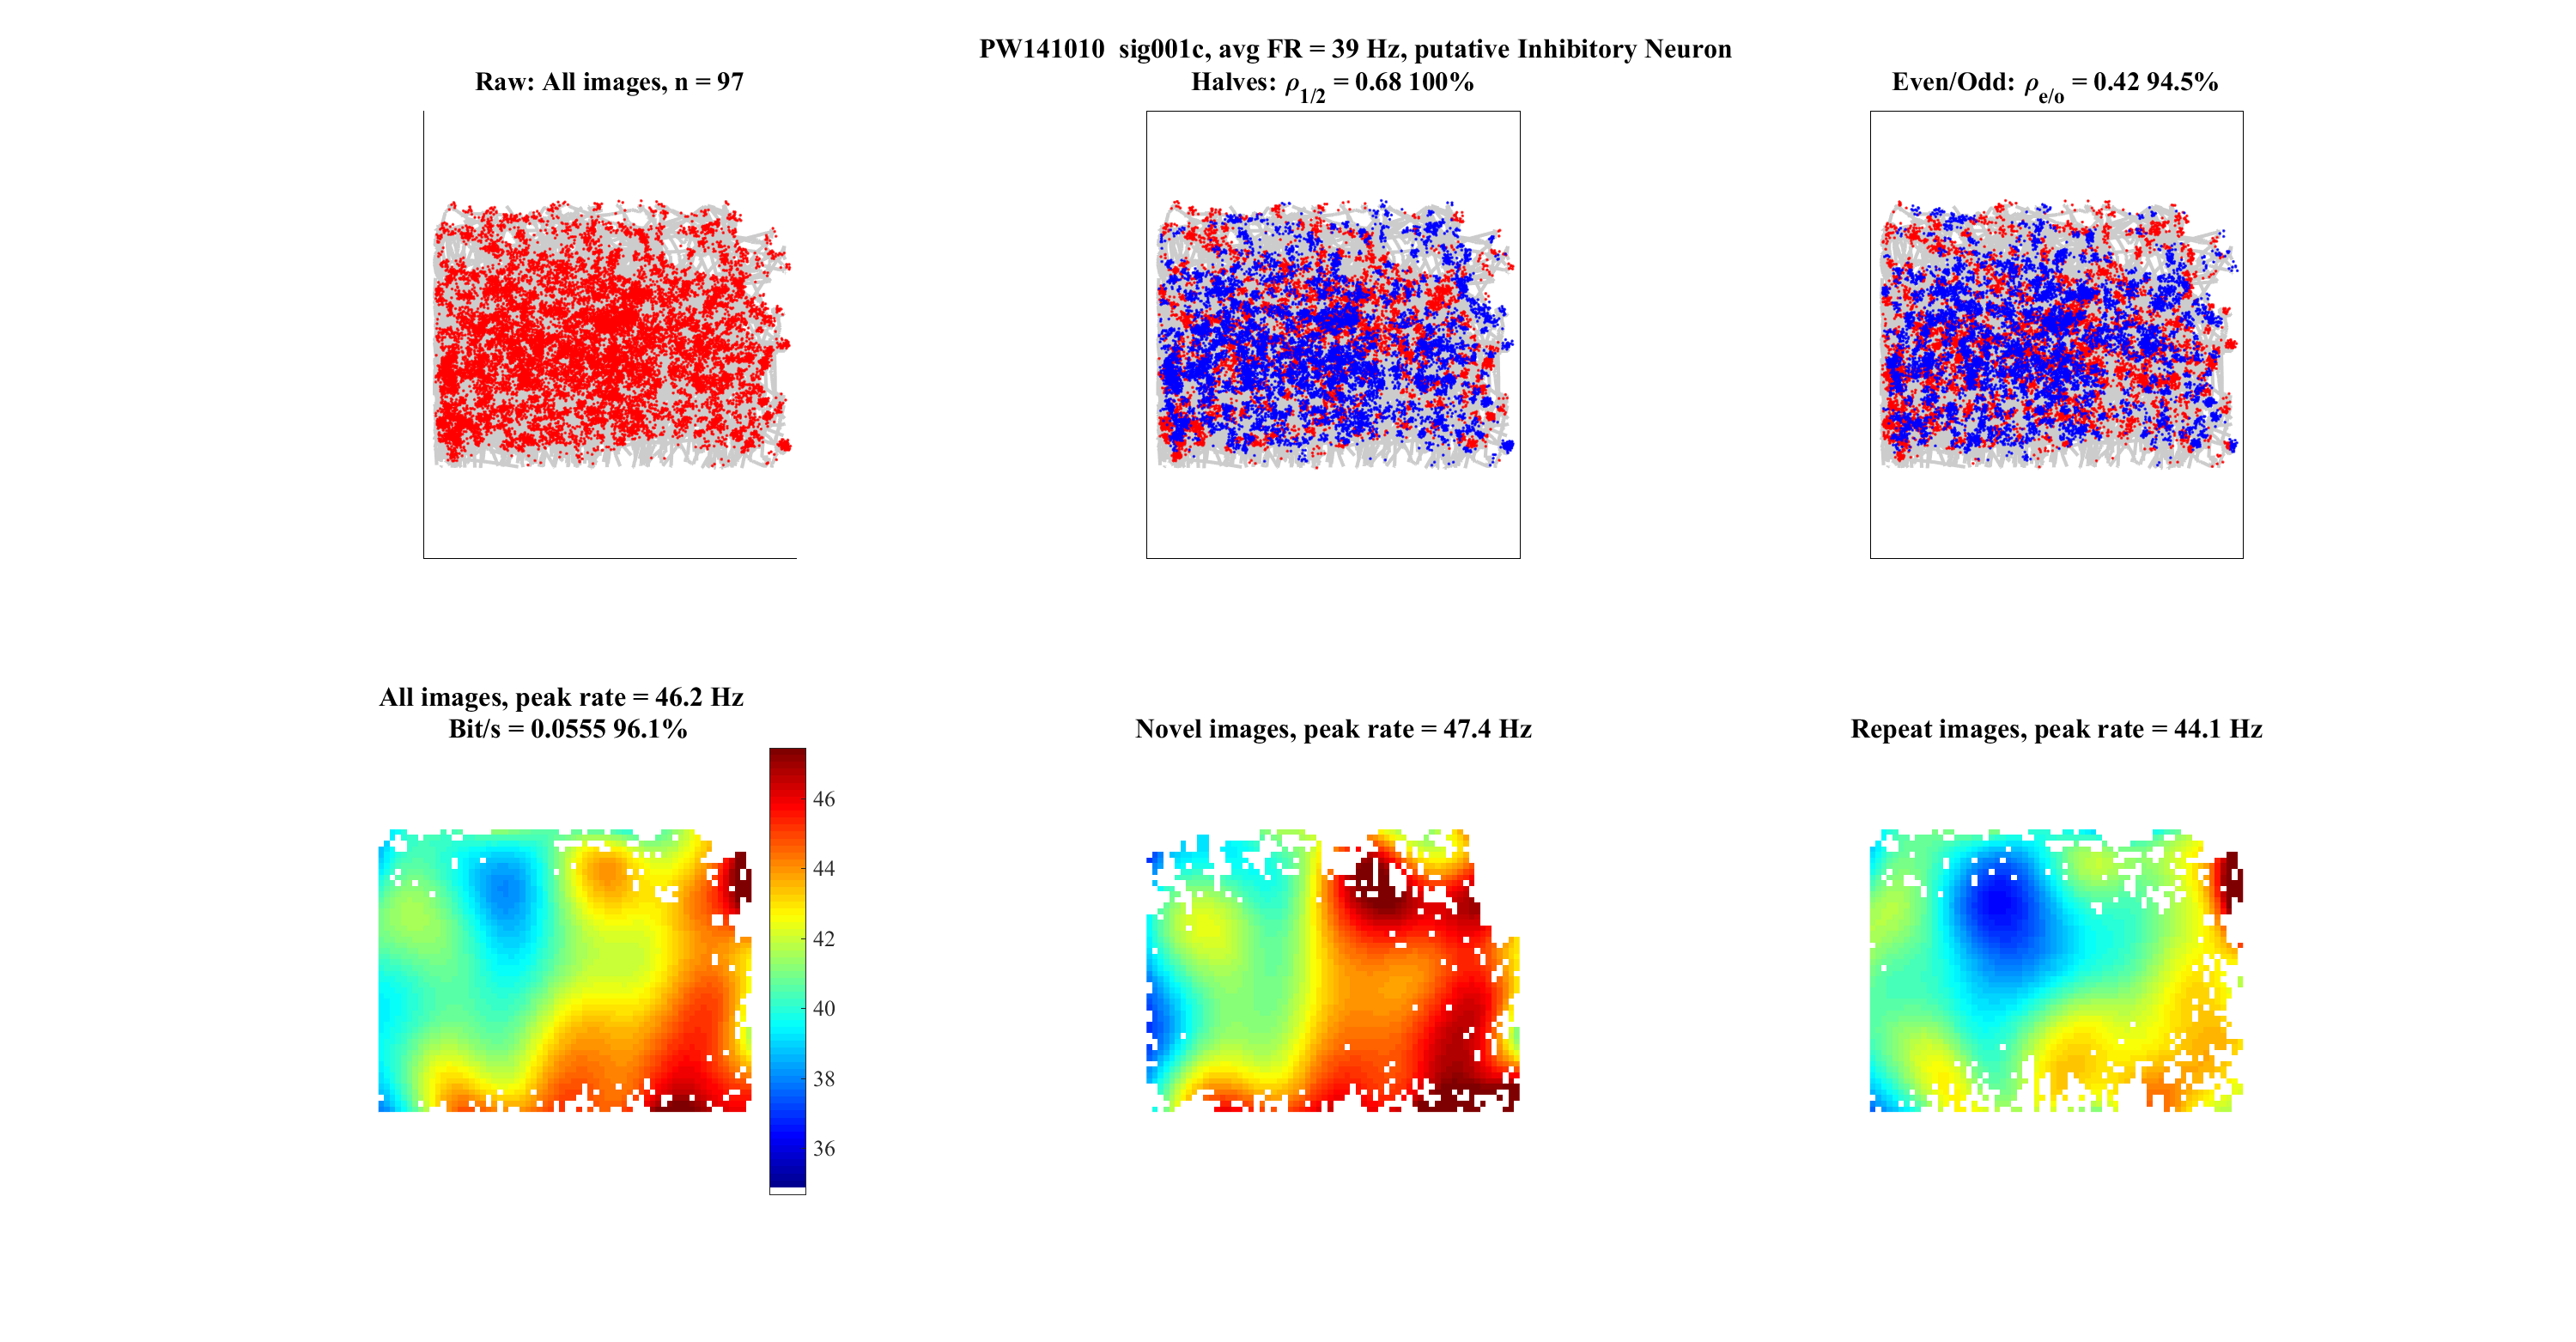 PW141010  sig001c, avg FR = 39 Hz, putative Inhibitory Neuron
Raw: All images, n = 97
Halves: ρ1/2 = 0.68 100%
Even/Odd: ρe/o = 0.42 94.5%
All images, peak rate = 46.2 Hz
Bit/s = 0.0555 96.1%
Novel images, peak rate = 47.4 Hz
Repeat images, peak rate = 44.1 Hz
46
44
42
40
38
36